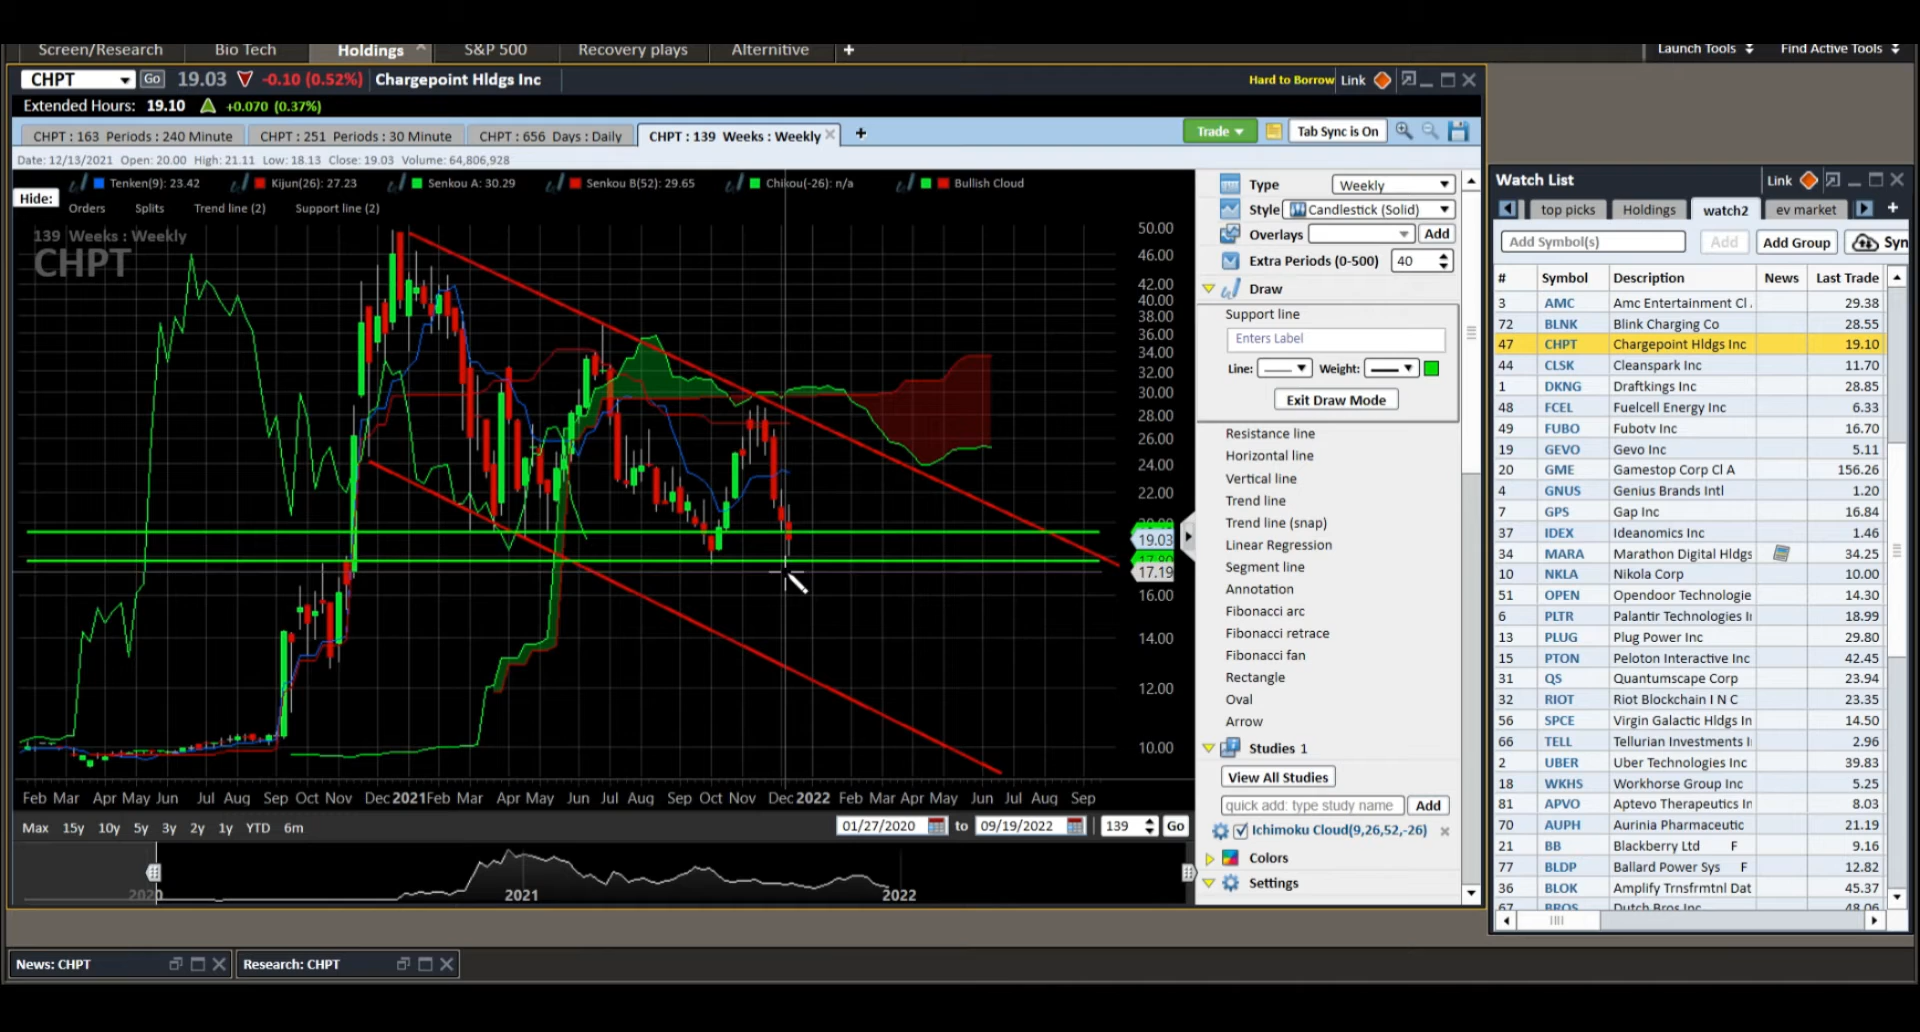 Screen/Research Bio Tech Holdings S&P 500 Recovery plays Alternitive + Launch Tools Find Active Tools
CHPT Go 19.03 -0.10 (0.52%) Chargepoint Hldgs Inc Hard to Borrow Link
Extended Hours: 19.10 +0.070 (0.37%)
CHPT : 163 Periods : 240 Minute CHPT : 251 Periods : 30 Minute CHPT : 656 Days : Daily CHPT : 139 Weeks : Weekly + Trade Tab Sync is On
Date: 12/13/2021 Open: 20.00 High: 21.11 Low: 18.13 Close: 19.03 Volume: 64,806,928
Tenken(9): 23.42 Kijun(26): 27.23 Senkou A: 30.29 Senkou B(52): 29.65 Chikou(-26): n/a Bullish Cloud
Hide: Orders Splits Trend line (2) Support line (2)
139 Weeks : Weekly
CHPT
50.00
46.00
42.00
40.00
38.00
36.00
34.00
32.00
30.00
28.00
26.00
24.00
22.00
19.03
17.19
16.00
14.00
12.00
10.00
Feb Mar Apr May Jun Jul Aug Sep Oct Nov Dec 2021 Feb Mar Apr May Jun Jul Aug Sep Oct Nov Dec 2022 Feb Mar Apr May Jun Jul Aug Sep
Max 15y 10y 5y 3y 2y 1y YTD 6m 01/27/2020 to 09/19/2022 139 Go
2020 2021 2022
Type Weekly
Style Candlestick (Solid)
Overlays Add
Extra Periods (0-500) 40
Draw
Support line
Enters Label
Line: Weight:
Exit Draw Mode
Resistance line
Horizontal line
Vertical line
Trend line
Trend line (snap)
Linear Regression
Segment line
Annotation
Fibonacci arc
Fibonacci retrace
Fibonacci fan
Rectangle
Oval
Arrow
Studies 1
View All Studies
quick add: type study name Add
Ichimoku Cloud(9,26,52,-26)
Colors
Settings
Watch List Link
top picks Holdings watch2 ev market +
Add Symbol(s) Add Add Group Syn
# Symbol Description News Last Trade
3 AMC Amc Entertainment Cl 29.38
72 BLNK Blink Charging Co 28.55
47 CHPT Chargepoint Hldgs Inc 19.10
44 CLSK Cleanspark Inc 11.70
1 DKNG Draftkings Inc 28.85
48 FCEL Fuelcell Energy Inc 6.33
49 FUBO Fubotv Inc 16.70
19 GEVO Gevo Inc 5.11
20 GME Gamestop Corp Cl A 156.26
4 GNUS Genius Brands Intl 1.20
7 GPS Gap Inc 16.84
37 IDEX Ideanomics Inc 1.46
34 MARA Marathon Digital Hldgs 34.25
10 NKLA Nikola Corp 10.00
51 OPEN Opendoor Technologie 14.30
6 PLTR Palantir Technologies I 18.99
13 PLUG Plug Power Inc 29.80
15 PTON Peloton Interactive Inc 42.45
31 QS Quantumscape Corp 23.94
32 RIOT Riot Blockchain I N C 23.35
56 SPCE Virgin Galactic Hldgs In 14.50
66 TELL Tellurian Investments I 2.96
2 UBER Uber Technologies Inc 39.83
18 WKHS Workhorse Group Inc 5.25
81 APVO Aptevo Therapeutics In 8.03
70 AUPH Aurinia Pharmaceutic 21.19
21 BB Blackberry Ltd F 9.16
77 BLDP Ballard Power Sys F 12.82
36 BLOK Amplify Trnsfrmtnl Dat 45.37
67 BROS Dutch Bros Inc 48.06
News: CHPT Research: CHPT